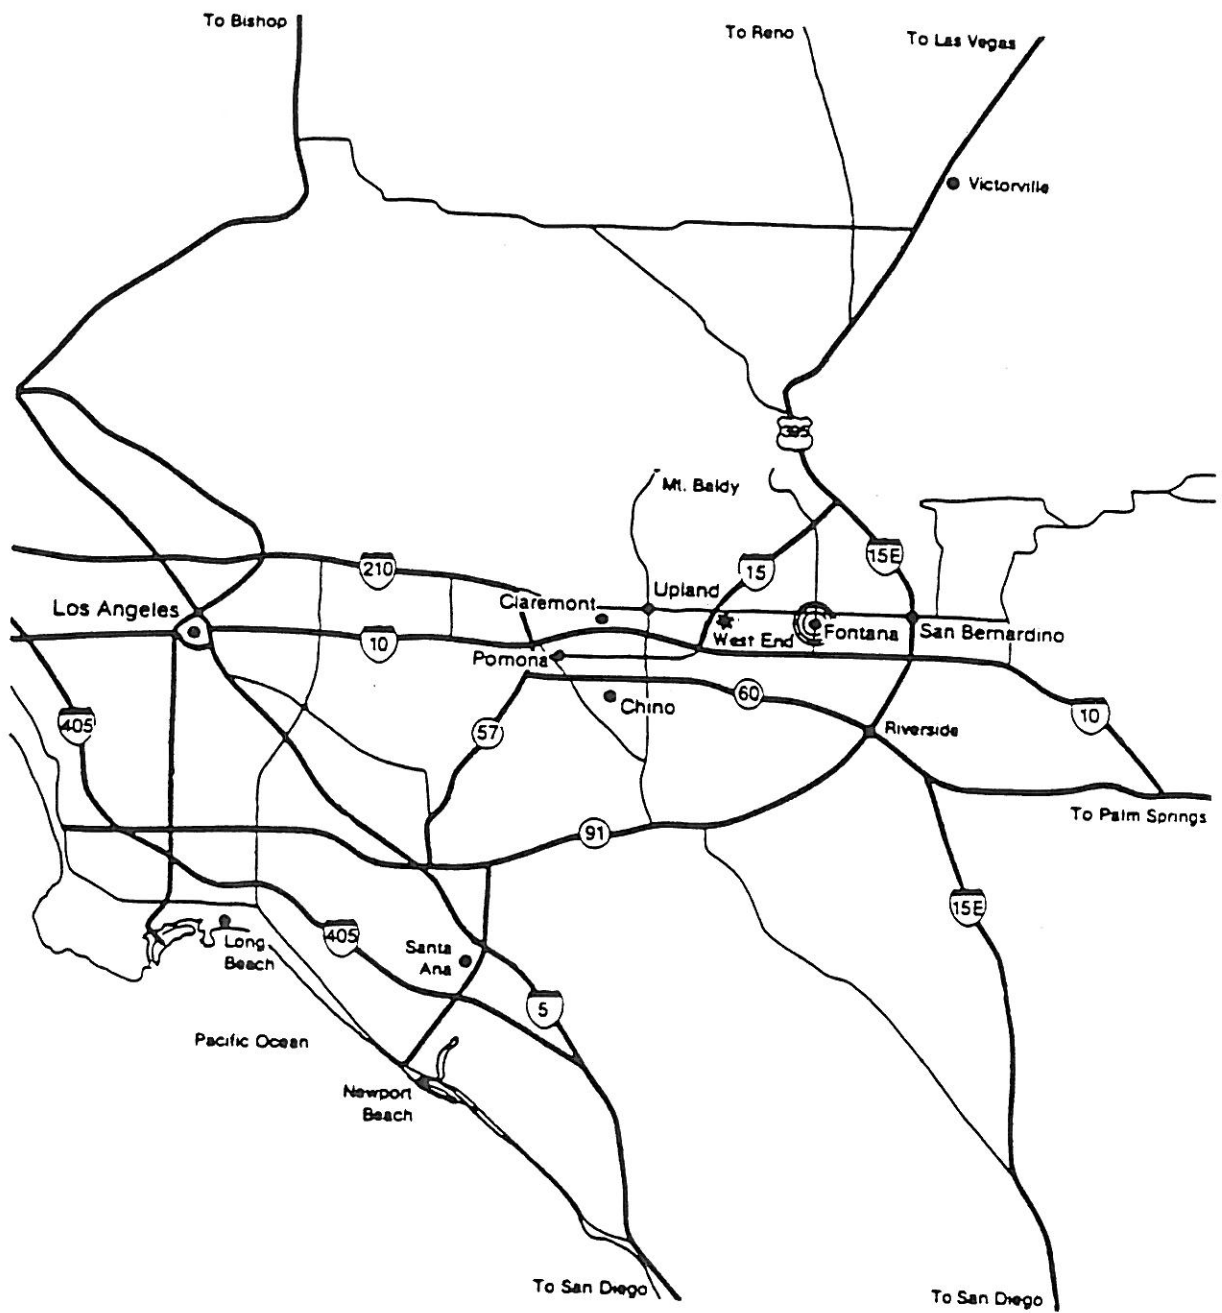 To Bishop
To Reno
To Las Vegas
Victorville
395
Mt. Baldy
15E
15
210
Upland
Claremont
Los Angeles
10
West End
Fontana
San Bernardino
Pomona
60
Chino
10
405
57
Riverside
To Palm Springs
91
15E
405
Long
Beach
Santa
Ana
5
Pacific Ocean
Newport
Beach
To San Diego
To San Diego